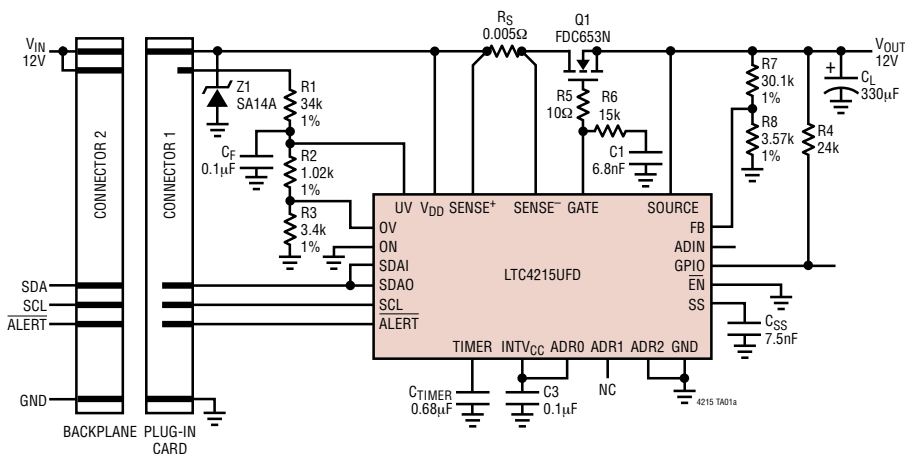 VIN
12V
CONNECTOR 2
CONNECTOR 1
BACKPLANE
PLUG-IN
CARD
SDA
SCL
ALERT
GND
Z1
SA14A
CF
0.1µF
R1
34k
1%
R2
1.02k
1%
R3
3.4k
1%
RS
0.005Ω
Q1
FDC653N
R5
10Ω
R6
15k
C1
6.8nF
R7
30.1k
1%
R8
3.57k
1%
R4
24k
+
CL
330µF
VOUT
12V
UV
VDD
SENSE+
SENSE–
GATE
SOURCE
OV
ON
SDAI
SDAO
SCL
ALERT
LTC4215UFD
FB
ADIN
GPIO
EN
SS
TIMER
INTVCC
ADR0
ADR1
ADR2
GND
CSS
7.5nF
CTIMER
0.68µF
C3
0.1µF
NC
4215 TA01a